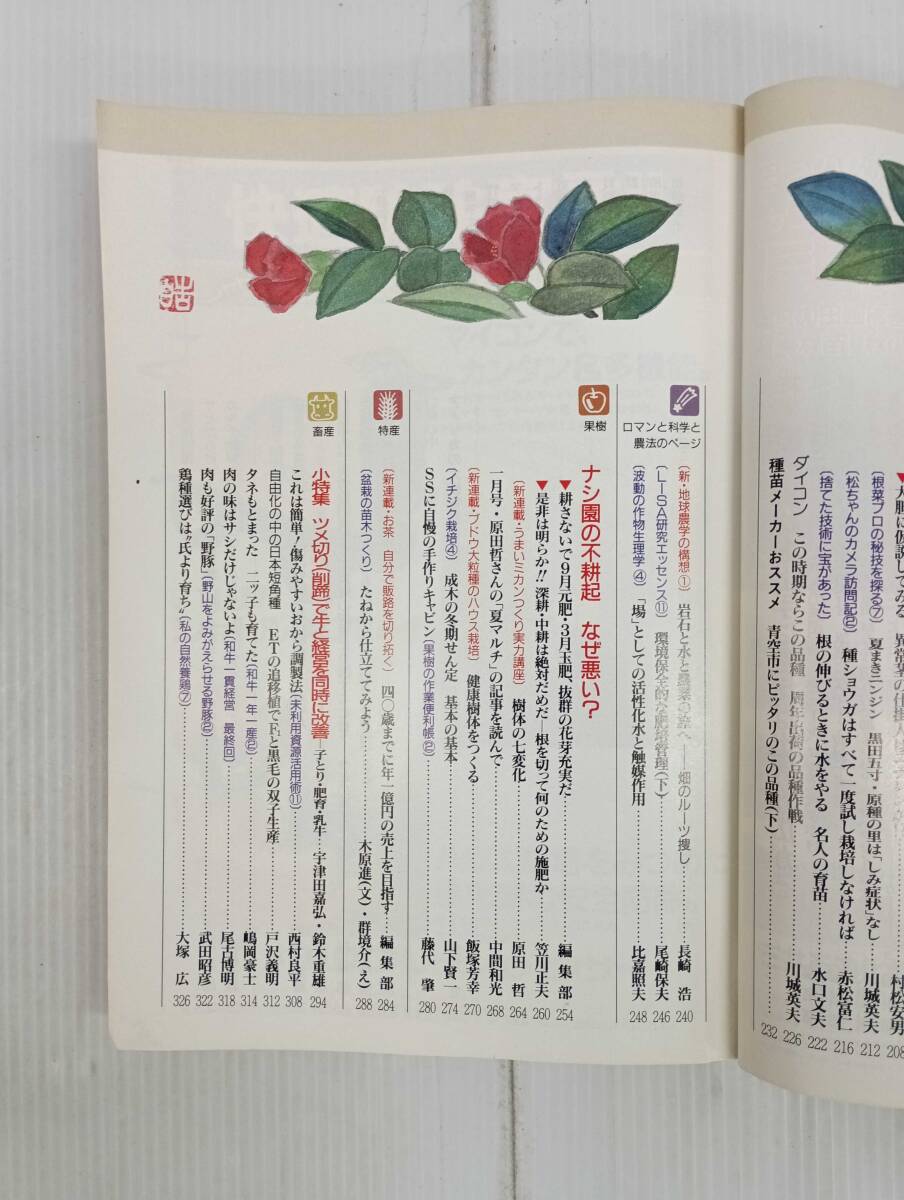 ▼大胆に仮説してみる 異常茎の仕掛人
村松安男
208
(根菜プロの秘技を探る⑦) 夏まきニンジン 黒田五寸・原種の里は「しみ症状」なし
川城英夫
212
(松ちゃんのカメラ訪問記㉒) 種ショウガはすべて一度試し栽培しなければ
赤松富仁
216
(捨てた技術に宝があった) 根の伸びるときに水をやる 名人の育苗
水口文夫
222
ダイコン この時期ならこの品種 周年出荷の品種作戦
川城英夫
226
種苗メーカーおススメ 青空市にピッタリのこの品種(下)
232
ロマンと科学と
農法のページ
(新・地球農学の構想①) 岩石と水と農業の深へ――畑のルーツ捜し
長崎 浩
240
(LISA研究エッセンス⑪) 環境保全的な肥培管理(下)
尾崎保夫
246
(波動の作物生理学④) 「場」としての活性化水と触媒作用
比嘉照夫
248
果樹
ナシ園の不耕起 なぜ悪い?
▼耕さないで9月元肥・3月玉肥、抜群の花芽充実だ
編集部
254
▼是非は明らか!!深耕・中耕は絶対だめだ 根を切って何のための施肥か
笠川正夫
260
(新連載・うまいミカンつくり実力講座) 樹体の七変化
原田 哲
264
一月号・原田哲さんの「夏マルチ」の記事を読んで
中間和光
268
(新連載・ブドウ大粒種のハウス栽培) 健康樹体をつくる
飯塚芳幸
270
(イチジク栽培④) 成木の冬期せん定 基本の基本
山下賢二
274
SSに自慢の手作りキャビン(果樹の作業便利帳㉒)
藤代 肇
280
特産
(新連載・お茶 自分で販路を切り拓く) 四〇歳までに年一億円の売上を目指す
編集部
284
(盆栽の苗木つくり) たねから仕立ててみよう
木原進(文)・群境介(え)
288
畜産
小特集 ツメ切り(削蹄)で牛と経営を同時に改善―子とり・肥育・乳牛
宇津田嘉弘・鈴木重雄
294
これは簡単!傷みやすいおから調製法(未利用資源活用術⑪)
西村良平
308
自由化の中の日本短角種 ETの追移植でF₁と黒毛の双子生産
戸沢義明
312
タネもとまった 二ッ子も育てた(和牛一年一産㉒)
嶋岡豪士
314
肉の味はサシだけじゃないよ(和牛一貫経営 最終回)
尾古博明
318
肉も好評の「野豚」(野山をよみがえらせる野豚㉒)
武田昭彦
322
鶏種選びは〝氏より育ち〟(私の自然養鶏⑦)
大塚 広
326